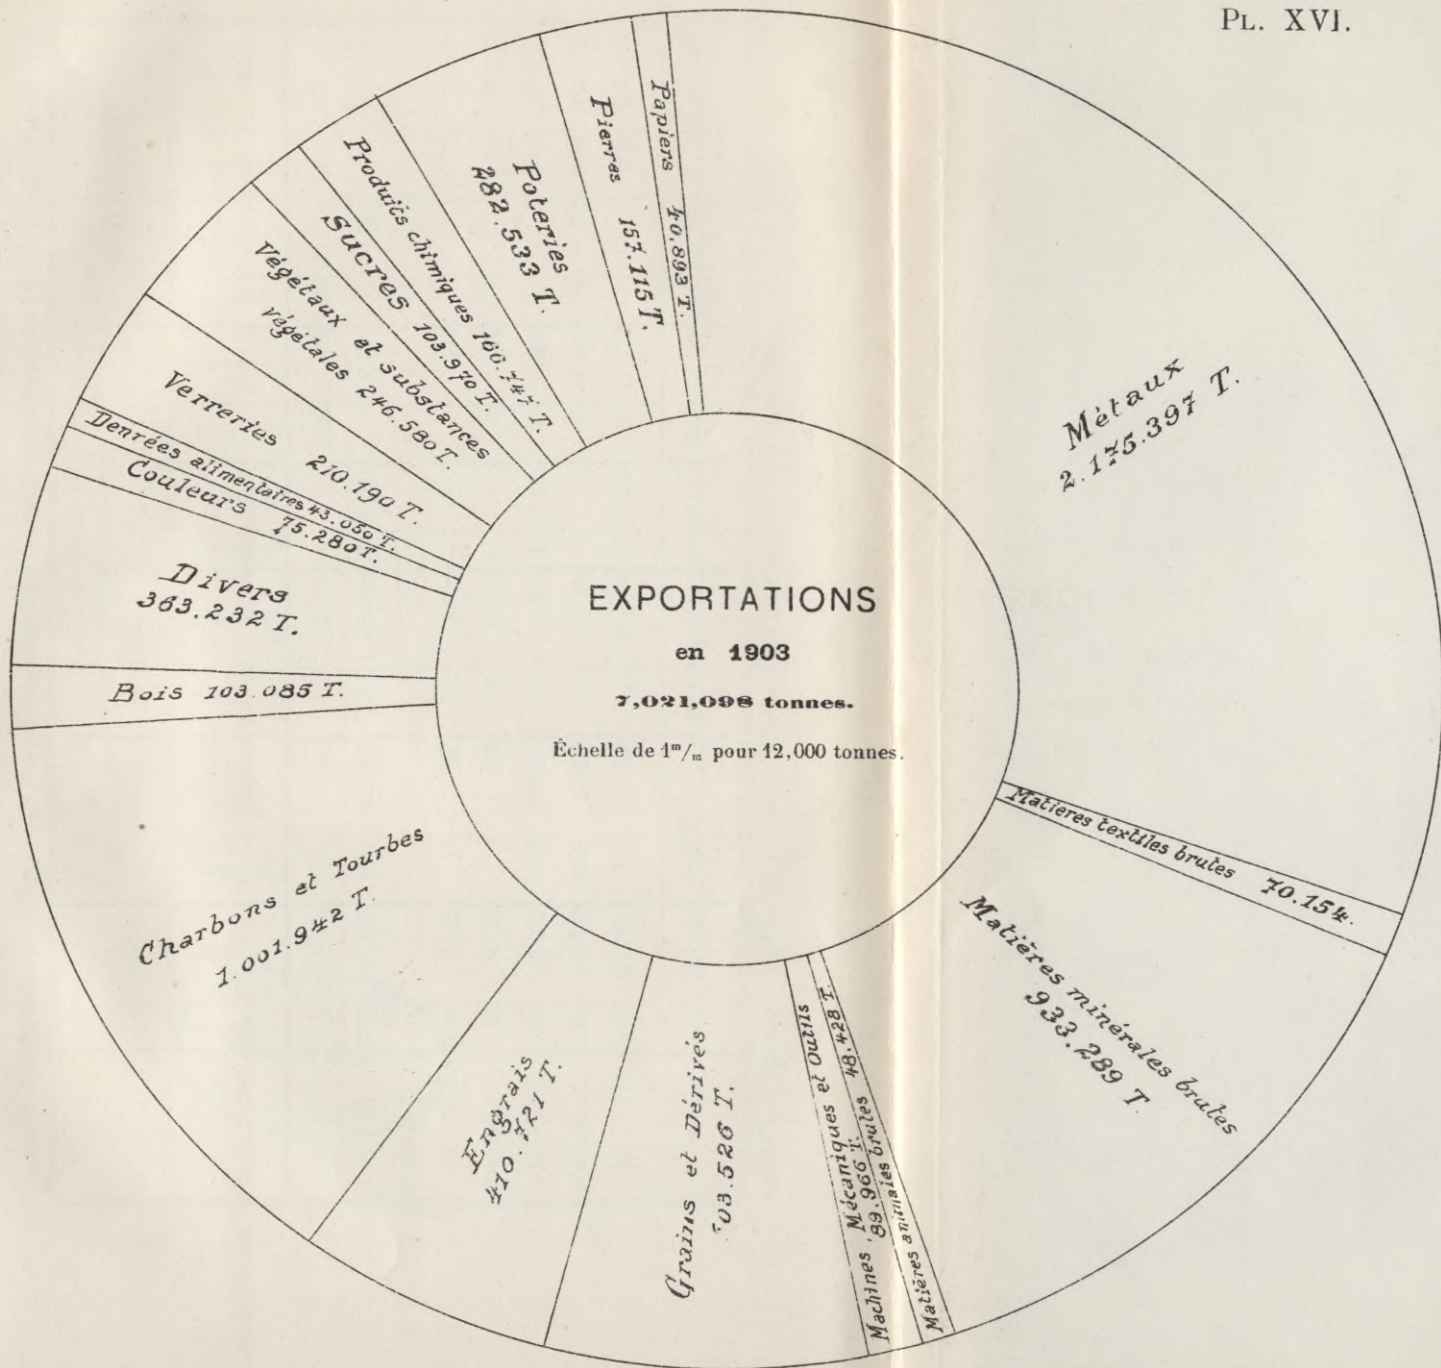 PL. XVI.
Papiers 40.893 T.
Pierres 157.115 T.
Poteries
282.533 T.
Produits chimiques 160.747 T.
Sucres 103.970 T.
Végétaux et substances
végétales 246.580 T.
Verreries 210.190 T.
Denrées alimentaires 43.050 T.
Couleurs 75.280 T.
Divers
363.232 T.
Bois 103.085 T.
Charbons et Tourbes
1.001.942 T.
Engrais
410.721 T.
Grains et Dérivés
503.526 T.
Machines, Mécaniques et Outils
89.966 T.
Matières animales brutes 48.428 T.
Matières minérales brutes
933.289 T
Matières textiles brutes 70.154.
Métaux
2.175.397 T.
EXPORTATIONS
en 1903
7,021,098 tonnes.
Échelle de 1m/m pour 12,000 tonnes.